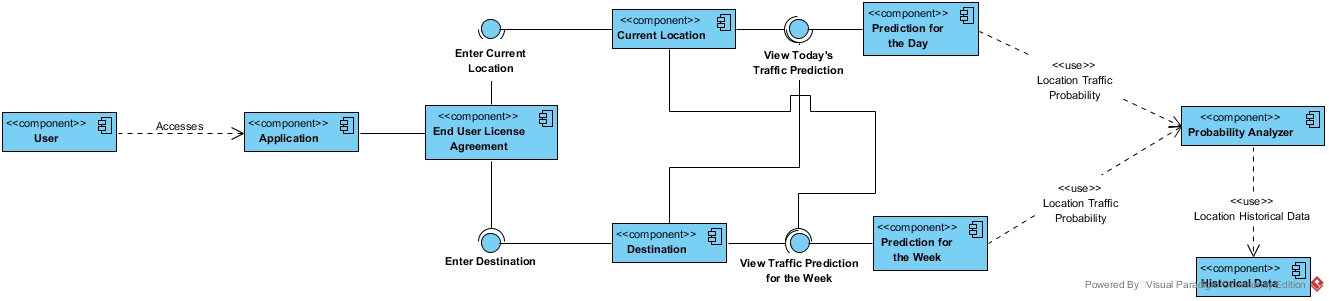 <<component>>
User
Accesses
<<component>>
Application
<<component>>
End User License
Agreement
Enter Current
Location
Enter Destination
<<component>>
Current Location
<<component>>
Destination
View Today's
Traffic Prediction
View Traffic Prediction
for the Week
<<component>>
Prediction for
the Day
<<component>>
Prediction for
the Week
<<use>>
Location Traffic
Probability
<<use>>
Location Traffic
Probability
<<component>>
Probability Analyzer
<<use>>
Location Historical Data
<<component>>
Historical Data
Powered By Visual Paradigm Community Edition